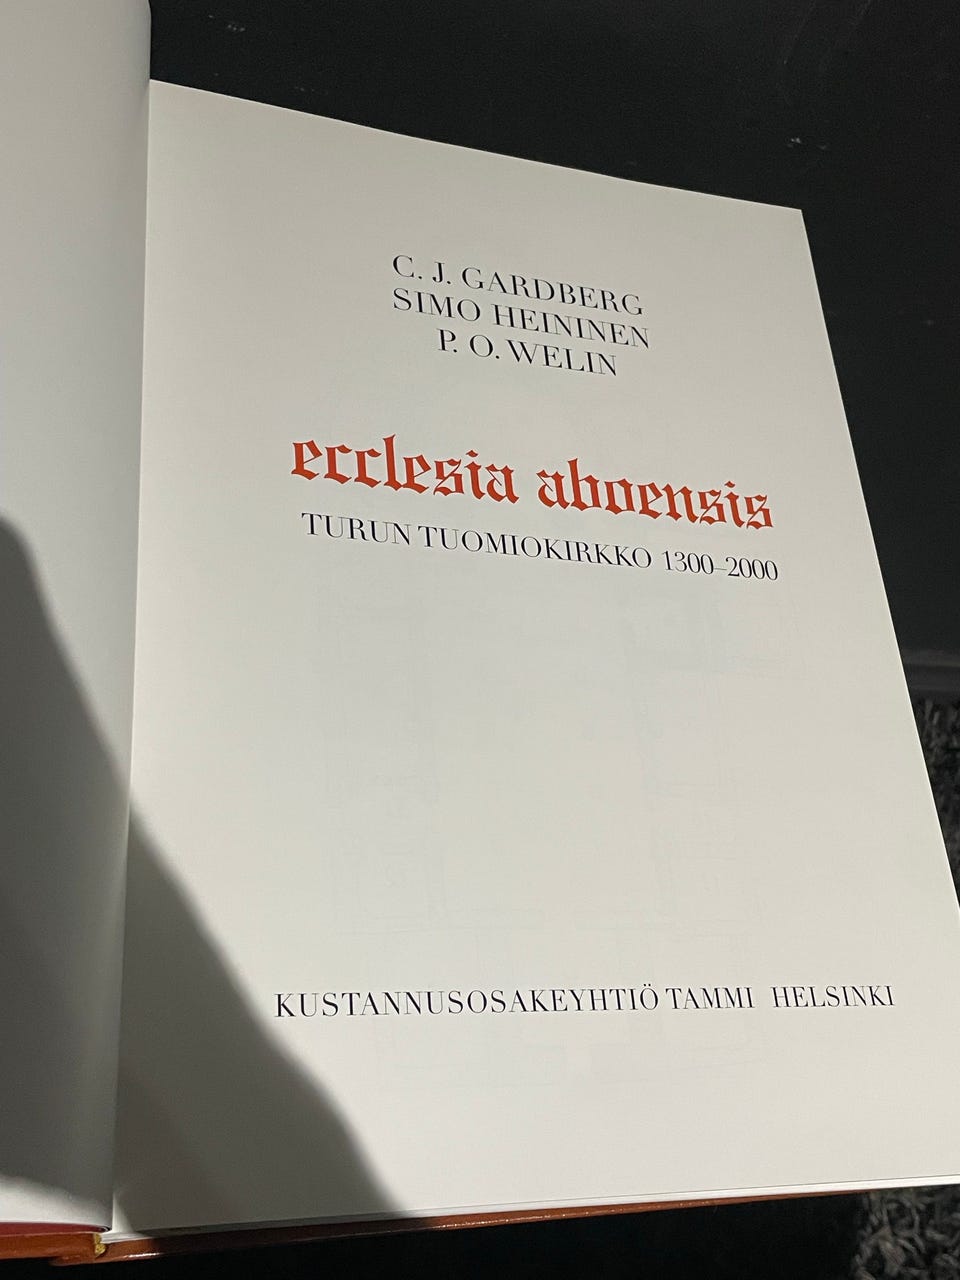 C. J. GARDBERG
SIMO HEININEN
P. O. WELIN
ecclesia aboensis
TURUN TUOMIOKIRKKO 1300–2000
KUSTANNUSOSAKEYHTIÖ TAMMI HELSINKI